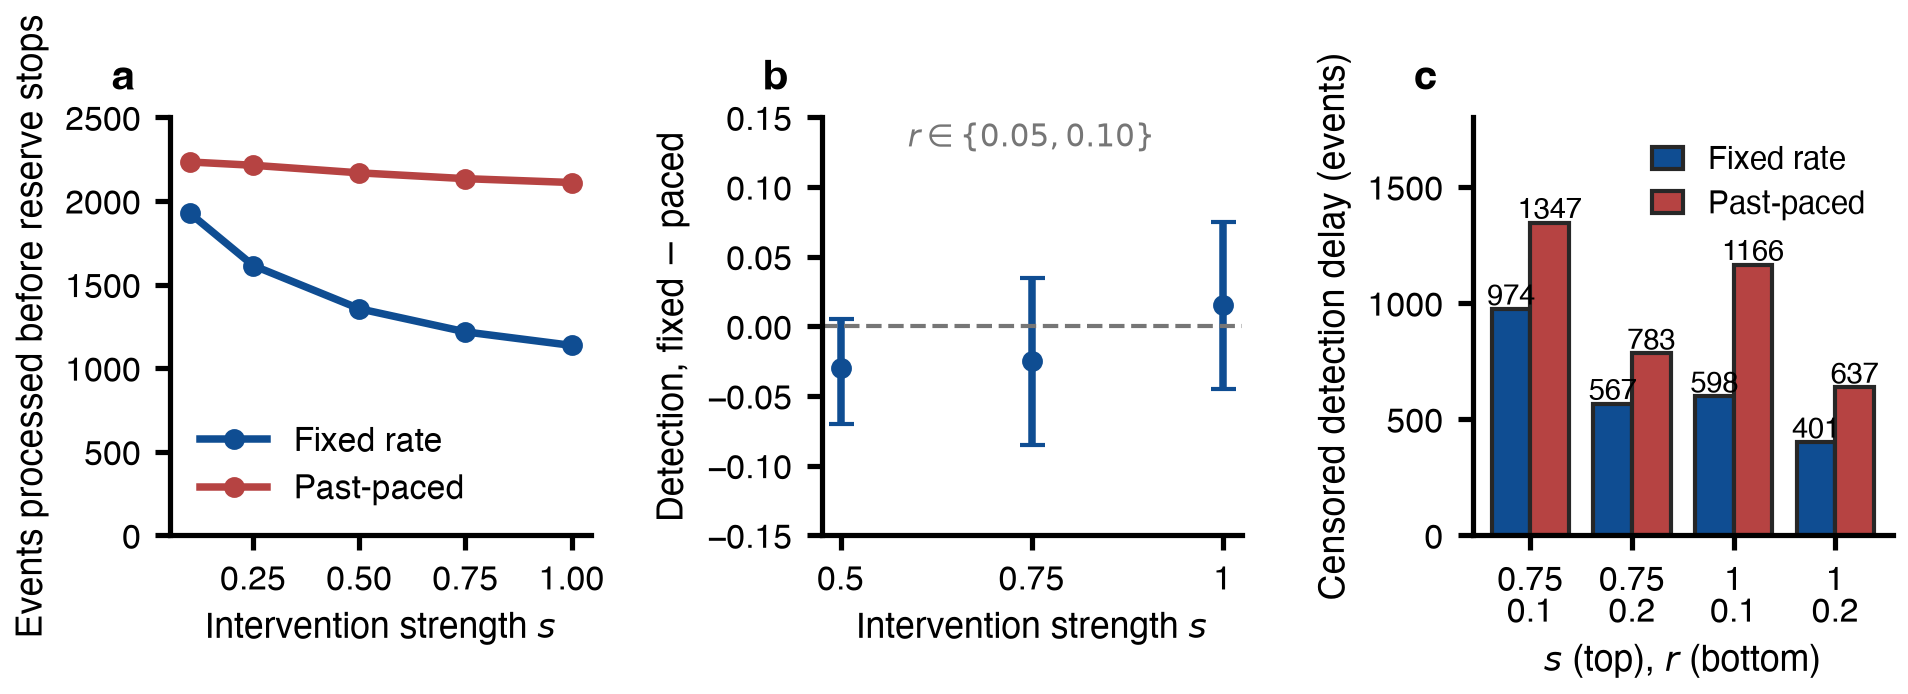 a
Events processed before reserve stops
2500
2000
1500
1000
500
0
Fixed rate
Past-paced
0.25 0.50 0.75 1.00
Intervention strength s
b
Detection, fixed − paced
0.15
0.10
0.05
0.00
−0.05
−0.10
−0.15
r ∈ {0.05, 0.10}
0.5 0.75 1
Intervention strength s
c
Censored detection delay (events)
1500
1000
500
0
Fixed rate
Past-paced
974 1347 567 783 598 1166 401 637
0.75 0.75 1 1
0.1 0.2 0.1 0.2
s (top), r (bottom)